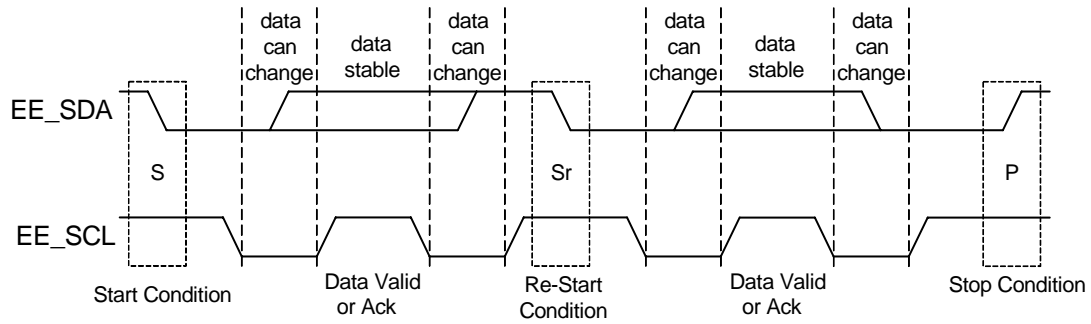 data
can
change
data
stable
data
can
change
data
can
change
data
stable
data
can
change
EE_SDA
S
Sr
P
EE_SCL
Start Condition
Data Valid
or Ack
Re-Start
Condition
Data Valid
or Ack
Stop Condition